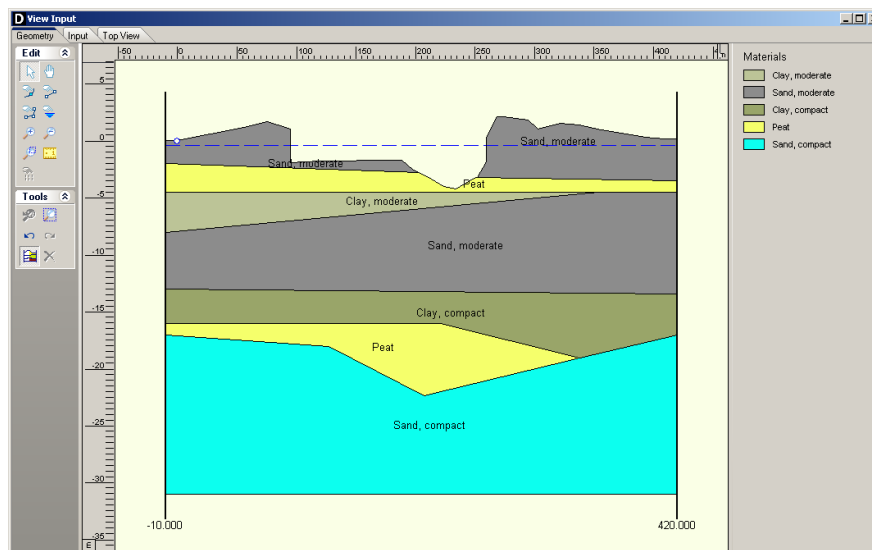 D View Input
Geometry Input Top View
Edit
Tools
-50 0 50 100 150 200 250 300 350 400
5
0
-5
-10
-15
-20
-25
-30
-35
E
Sand, moderate
Sand, moderate
Peat
Clay, moderate
Sand, moderate
Clay, compact
Peat
Sand, compact
-10.000 420.000
Materials
Clay, moderate
Sand, moderate
Clay, compact
Peat
Sand, compact